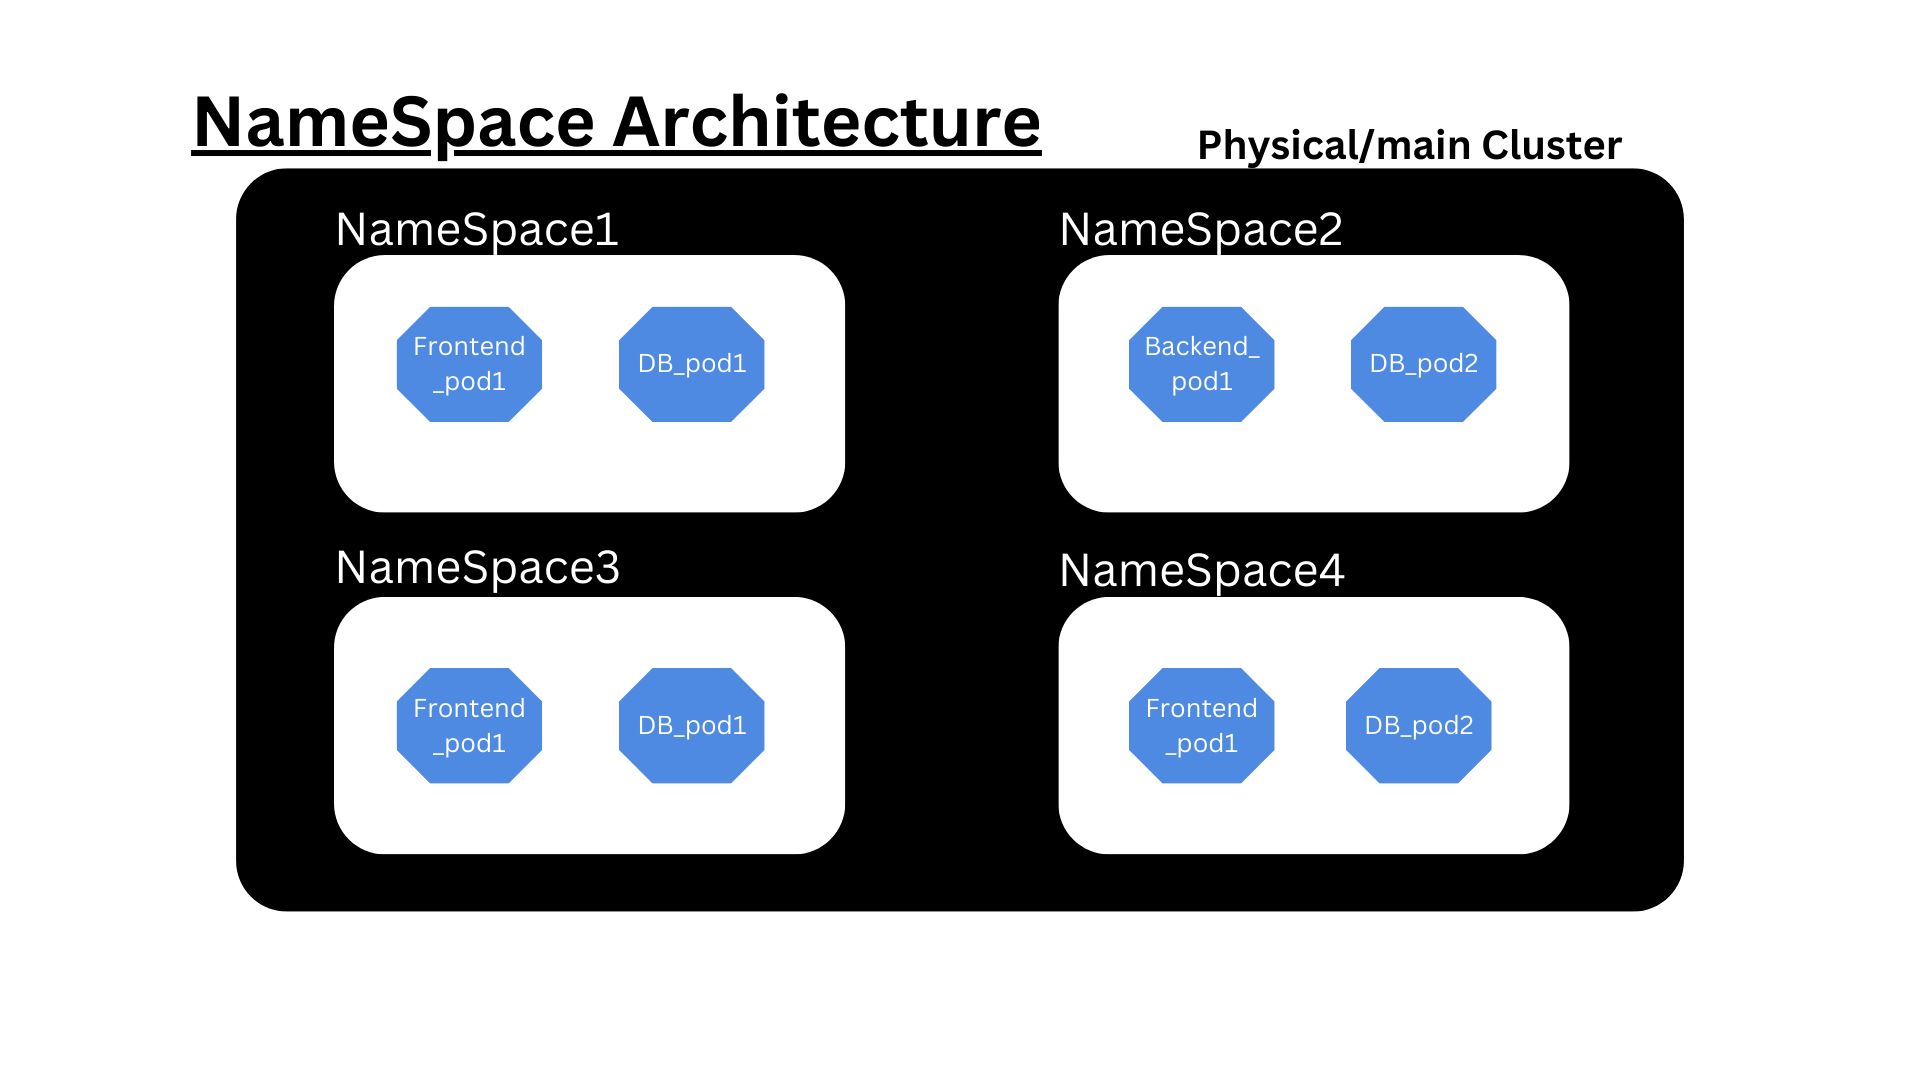 NameSpace Architecture
Physical/main Cluster
NameSpace1
Frontend
_pod1
DB_pod1
NameSpace2
Backend_
pod1
DB_pod2
NameSpace3
Frontend
_pod1
DB_pod1
NameSpace4
Frontend
_pod1
DB_pod2